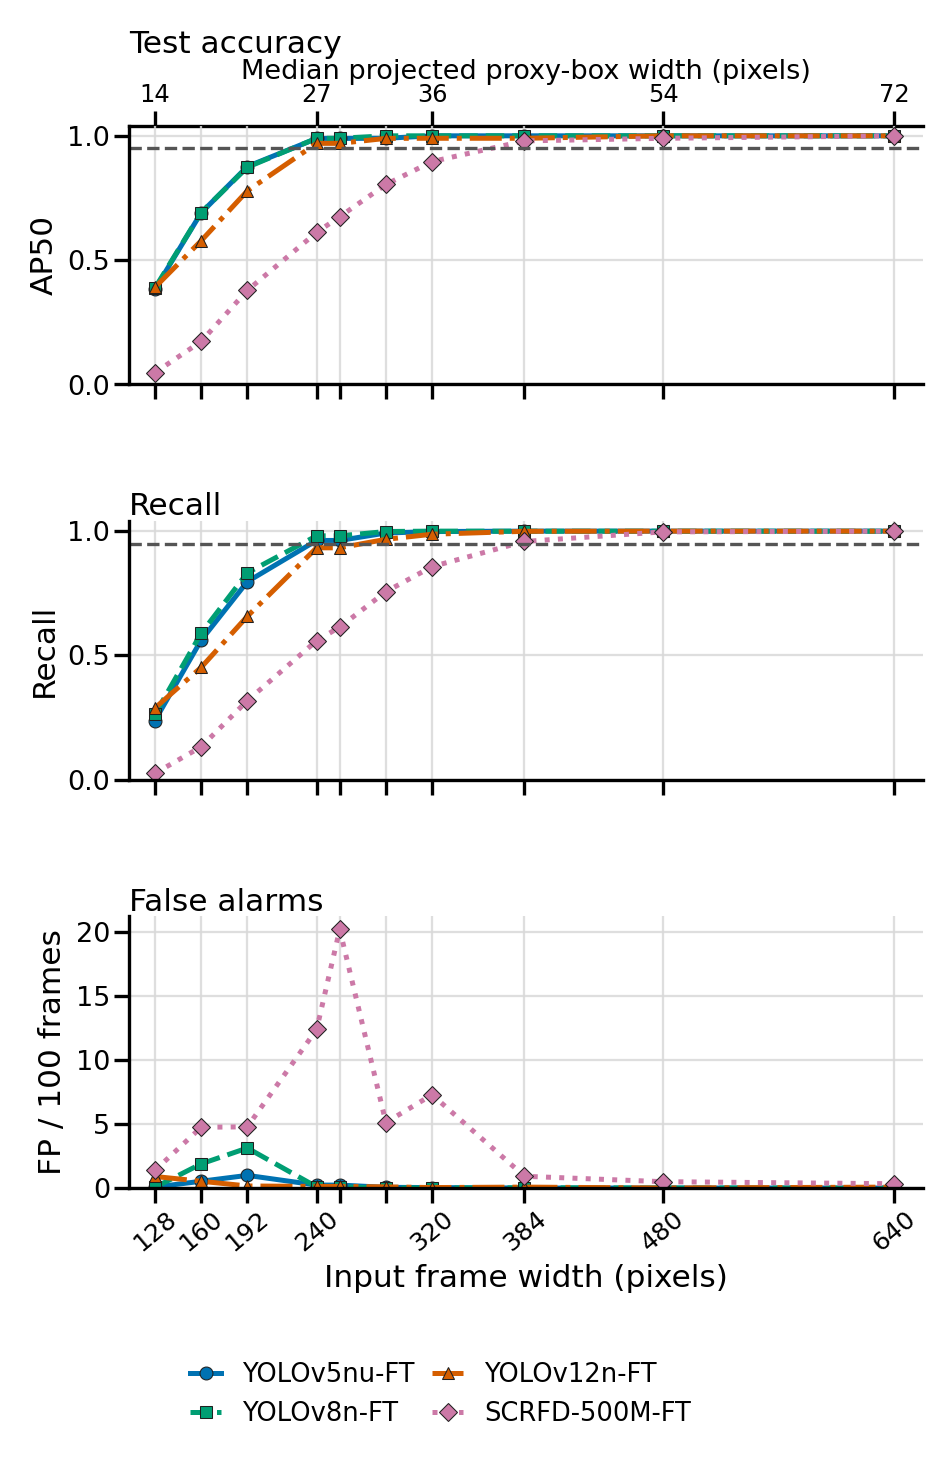 Test accuracy
Median projected proxy-box width (pixels)
14 27 36 54 72
1.0
0.5
0.0
AP50
Recall
1.0
0.5
0.0
Recall
False alarms
20
15
10
5
0
FP / 100 frames
128 160 192 240 320 384 480 640
Input frame width (pixels)
YOLOv5nu-FT YOLOv12n-FT
YOLOv8n-FT SCRFD-500M-FT